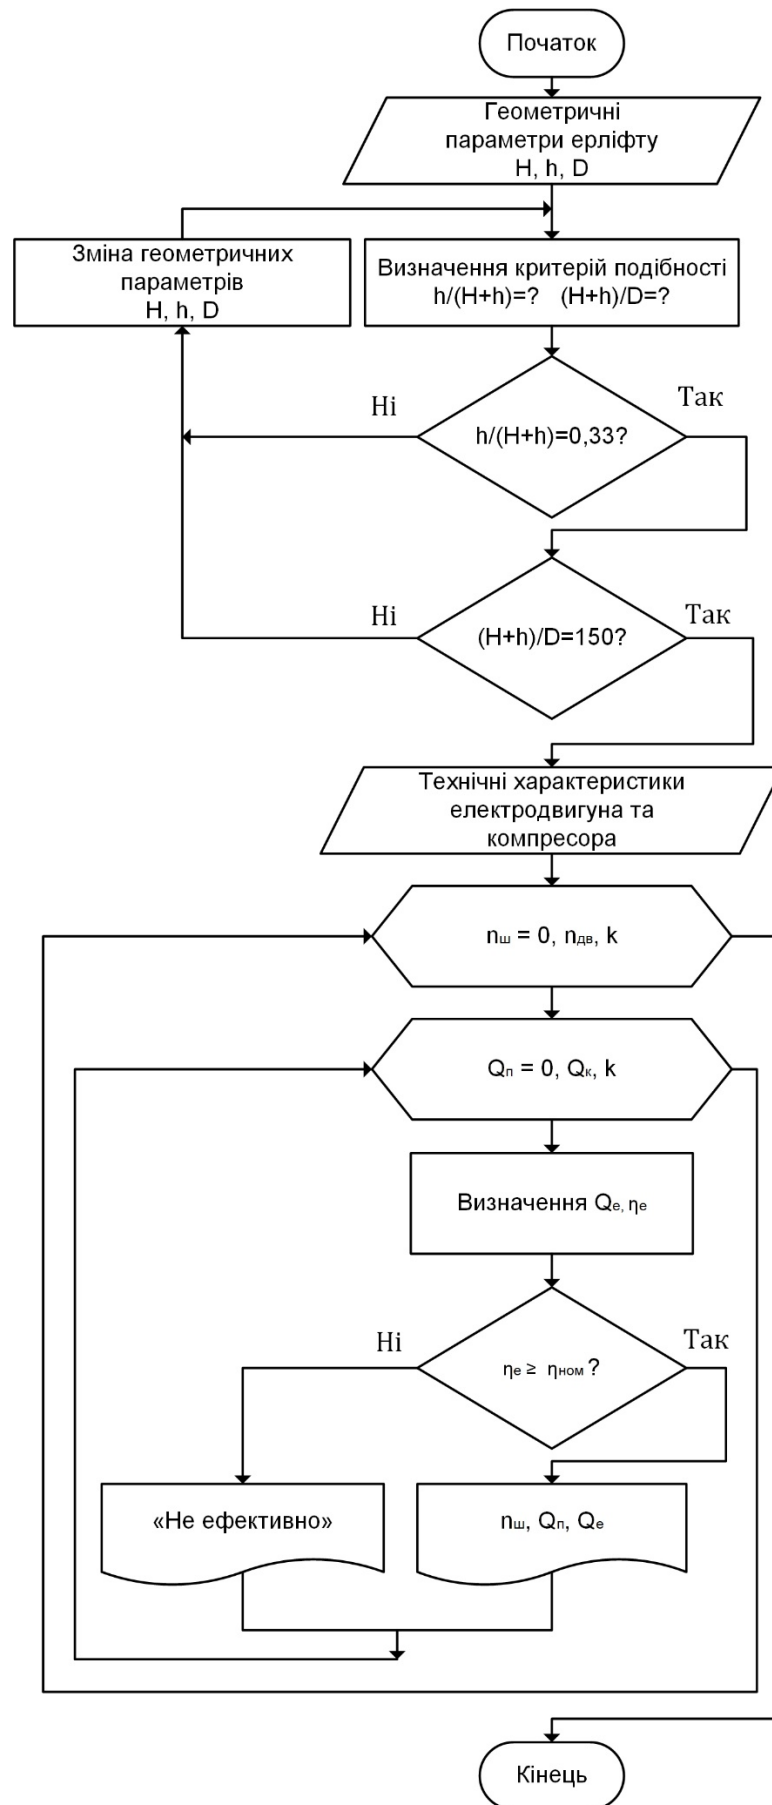 Початок
Геометричні
параметри ерліфту
H, h, D
Зміна геометричних
параметрів
H, h, D
Визначення критерій подібності
h/(H+h)=? (H+h)/D=?
Ні
Так
h/(H+h)=0,33?
Ні
Так
(H+h)/D=150?
Технічні характеристики
електродвигуна та
компресора
nш = 0, nдв, k
Qп = 0, Qк, k
Визначення Qе, ηе
Ні
Так
ηе ≥ ηном ?
«Не ефективно»
nш, Qп, Qе
Кінець